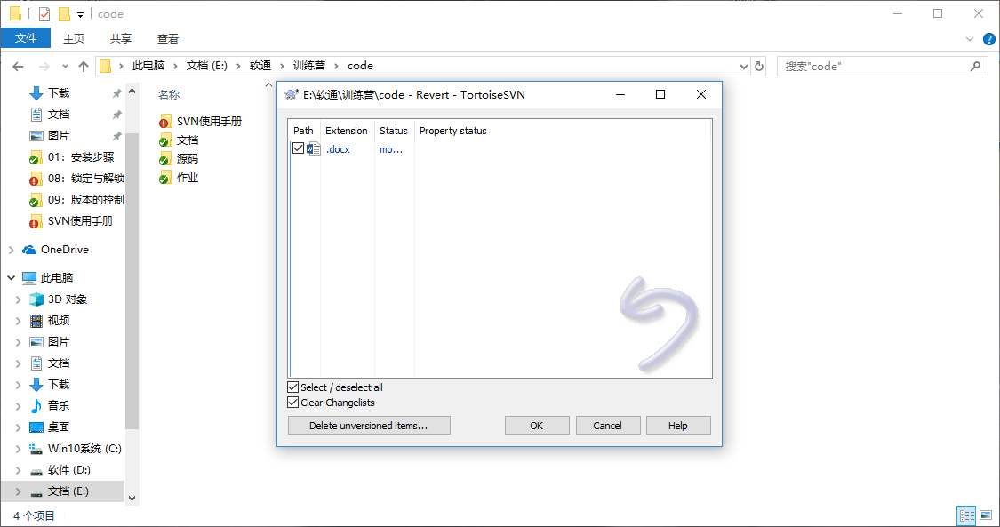 code
文件 主页 共享 查看
此电脑 文档 (E:) 软通 训练营 code 搜索"code"
下载
文档
图片
01：安装步骤
08：锁定与解锁
09：版本的控制
SVN使用手册
OneDrive
此电脑
3D 对象
视频
图片
文档
下载
音乐
桌面
Win10系统 (C:)
软件 (D:)
文档 (E:)
名称
SVN使用手册
文档
源码
作业
E:\软通\训练营\code - Revert - TortoiseSVN
Path Extension Status Property status
.docx mo...
Select / deselect all
Clear Changelists
Delete unversioned items... OK Cancel Help
4 个项目